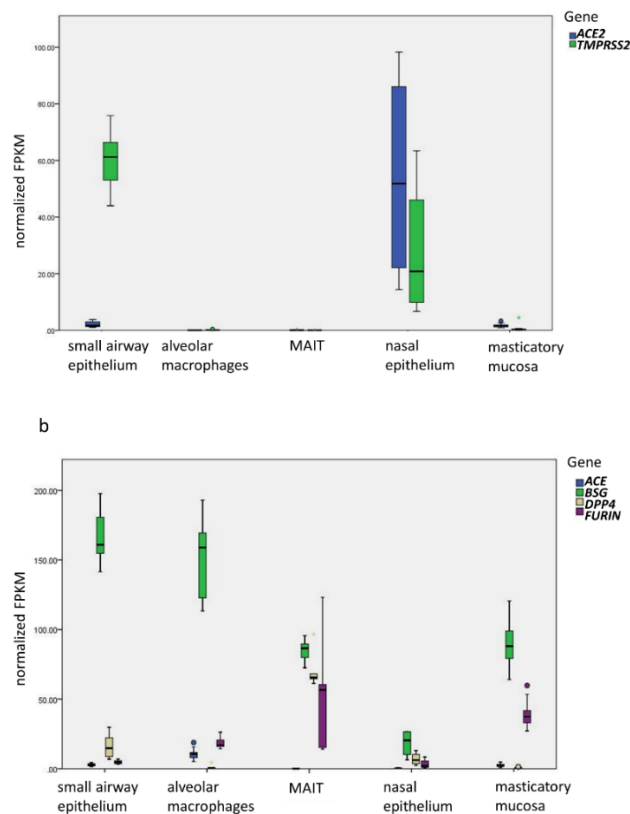 Gene
ACE2
TMPRSS2
100.00
80.00
60.00
40.00
20.00
.00
normalized FPKM
small airway epithelium
alveolar macrophages
MAIT
nasal epithelium
masticatory mucosa
b
Gene
ACE
BSG
DPP4
FURIN
200.00
150.00
100.00
50.00
.00
normalized FPKM
small airway epithelium
alveolar macrophages
MAIT
nasal epithelium
masticatory mucosa